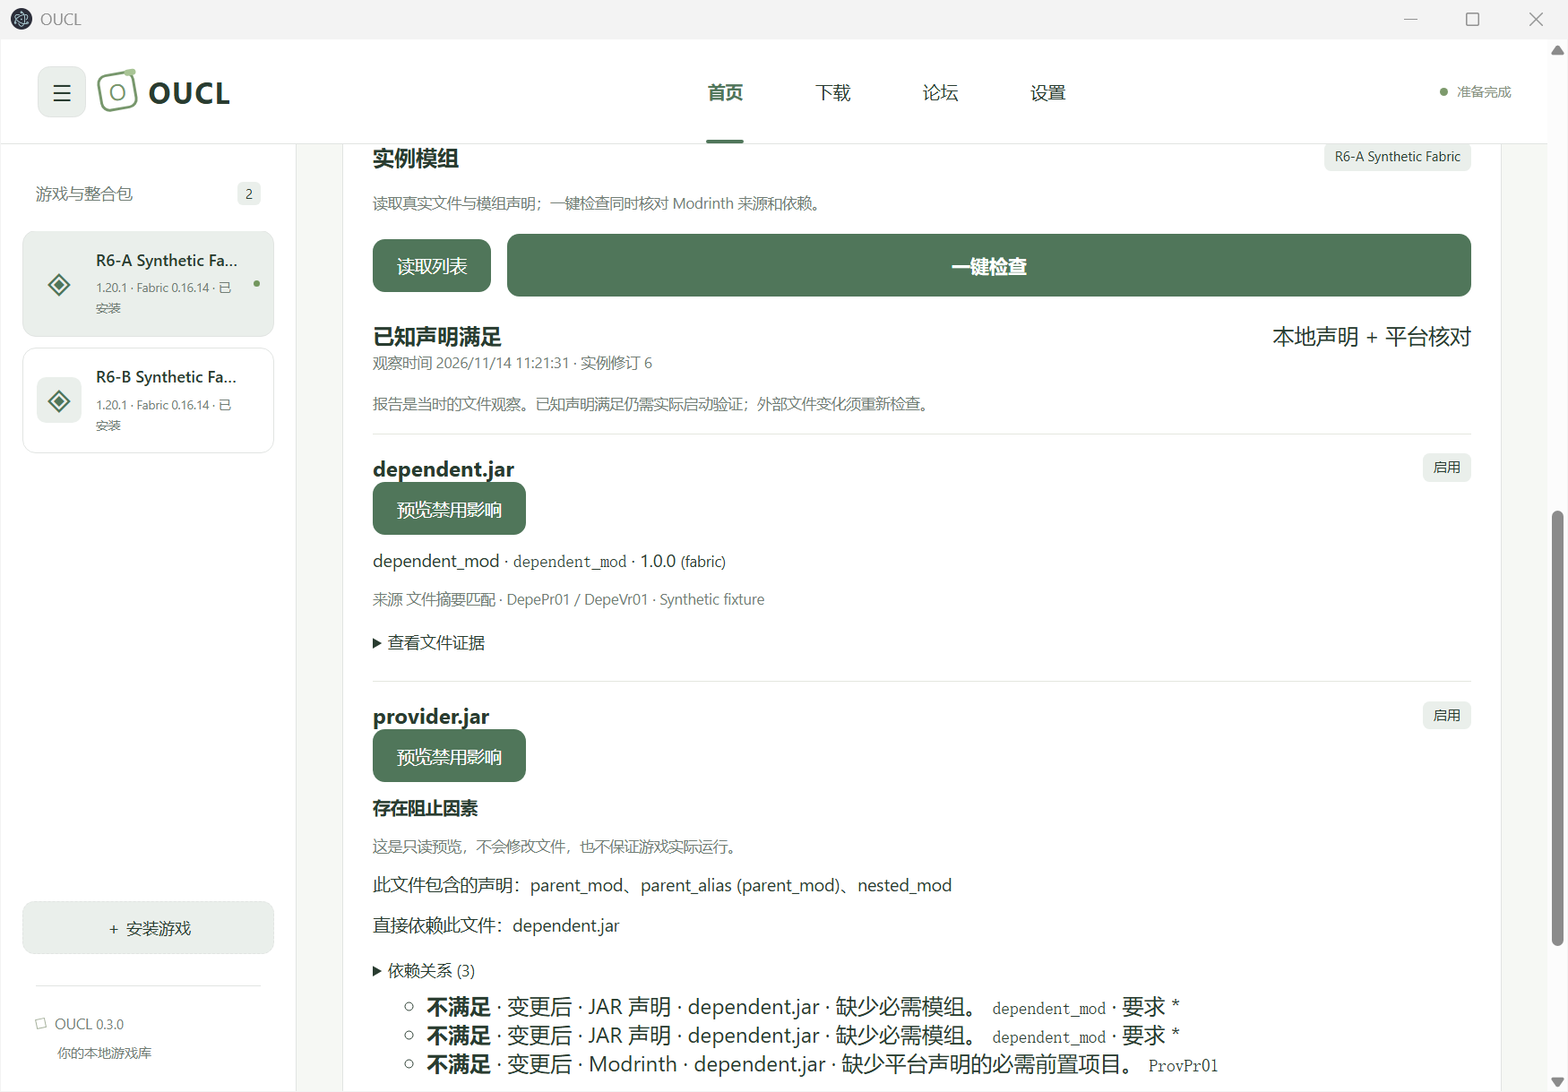 OUCL
OUCL
首页
下载
论坛
设置
准备完成
游戏与整合包
2
R6-A Synthetic Fa...
1.20.1 · Fabric 0.16.14 · 已
安装
R6-B Synthetic Fa...
1.20.1 · Fabric 0.16.14 · 已
安装
+ 安装游戏
OUCL 0.3.0
你的本地游戏库
实例模组
R6-A Synthetic Fabric
读取真实文件与模组声明；一键检查同时核对 Modrinth 来源和依赖。
读取列表
一键检查
已知声明满足
本地声明 + 平台核对
观察时间 2026/11/14 11:21:31 · 实例修订 6
报告是当时的文件观察。已知声明满足仍需实际启动验证；外部文件变化须重新检查。
dependent.jar
启用
预览禁用影响
dependent_mod · dependent_mod · 1.0.0 (fabric)
来源 文件摘要匹配 · DepePr01 / DepeVr01 · Synthetic fixture
▶ 查看文件证据
provider.jar
启用
预览禁用影响
存在阻止因素
这是只读预览，不会修改文件，也不保证游戏实际运行。
此文件包含的声明：parent_mod、parent_alias (parent_mod)、nested_mod
直接依赖此文件：dependent.jar
▶ 依赖关系 (3)
不满足 · 变更后 · JAR 声明 · dependent.jar · 缺少必需模组。 dependent_mod · 要求 *
不满足 · 变更后 · JAR 声明 · dependent.jar · 缺少必需模组。 dependent_mod · 要求 *
不满足 · 变更后 · Modrinth · dependent.jar · 缺少平台声明的必需前置项目。 ProvPr01